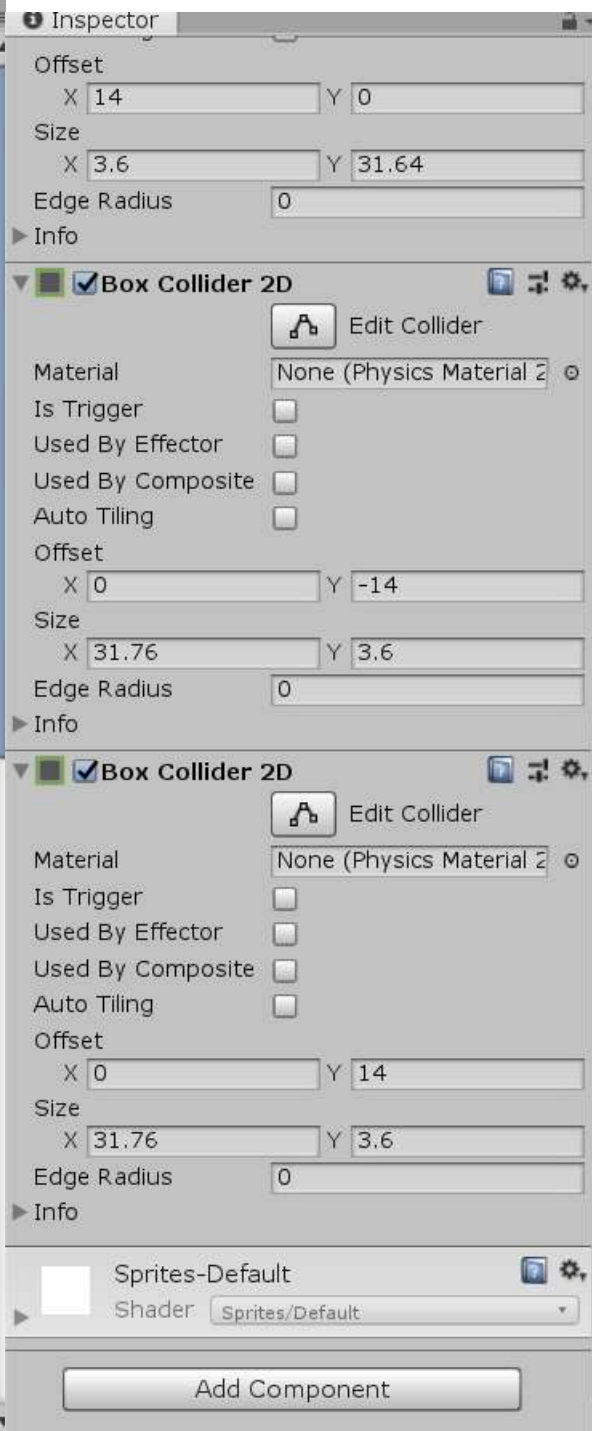 Inspector
Offset
X 14 Y 0
Size
X 3.6 Y 31.64
Edge Radius 0
Info
Box Collider 2D
Edit Collider
Material None (Physics Material 2
Is Trigger
Used By Effector
Used By Composite
Auto Tiling
Offset
X 0 Y -14
Size
X 31.76 Y 3.6
Edge Radius 0
Info
Box Collider 2D
Edit Collider
Material None (Physics Material 2
Is Trigger
Used By Effector
Used By Composite
Auto Tiling
Offset
X 0 Y 14
Size
X 31.76 Y 3.6
Edge Radius 0
Info
Sprites-Default
Shader Sprites/Default
Add Component